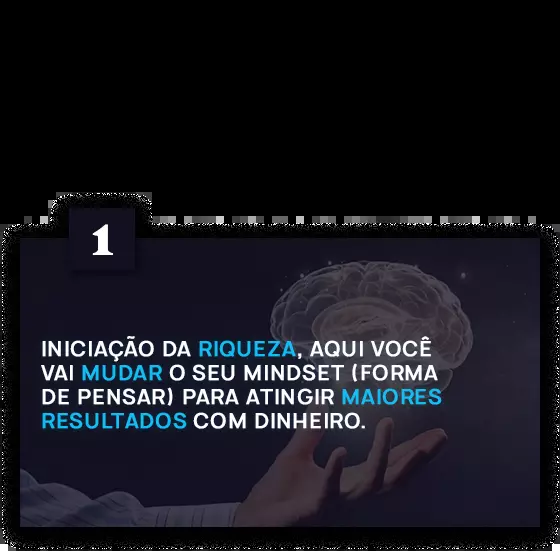 1
INICIAÇÃO DA RIQUEZA, AQUI VOCÊ
VAI MUDAR O SEU MINDSET (FORMA
DE PENSAR) PARA ATINGIR MAIORES
RESULTADOS COM DINHEIRO.